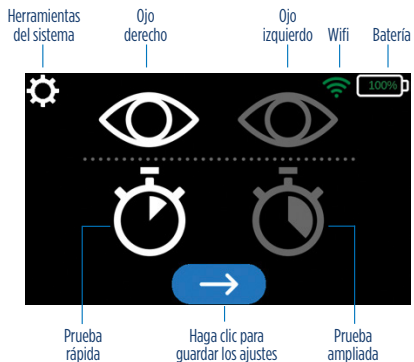 Herramientas
del sistema
Ojo
derecho
Ojo
izquierdo
Wifi
Batería
100%
Prueba
rápida
Haga clic para
guardar los ajustes
Prueba
ampliada